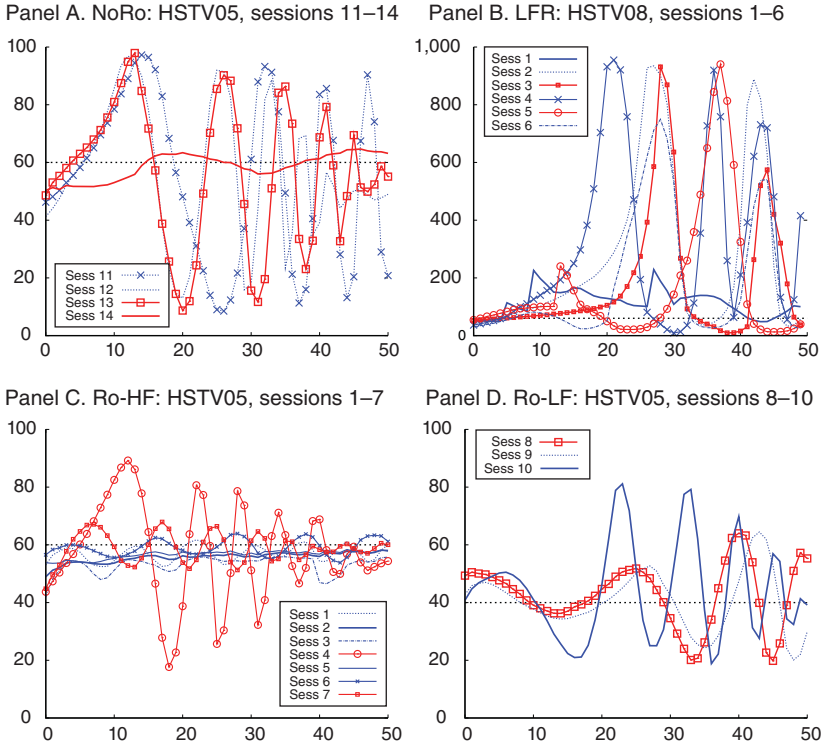 Panel A. NoRo: HSTV05, sessions 11–14
100
80
60
40
20
0
Sess 11
Sess 12
Sess 13
Sess 14
0 10 20 30 40 50
Panel B. LFR: HSTV08, sessions 1–6
1,000
800
600
400
200
0
Sess 1
Sess 2
Sess 3
Sess 4
Sess 5
Sess 6
0 10 20 30 40 50
Panel C. Ro-HF: HSTV05, sessions 1–7
100
80
60
40
20
0
Sess 1
Sess 2
Sess 3
Sess 4
Sess 5
Sess 6
Sess 7
0 10 20 30 40 50
Panel D. Ro-LF: HSTV05, sessions 8–10
100
80
60
40
20
0
Sess 8
Sess 9
Sess 10
0 10 20 30 40 50